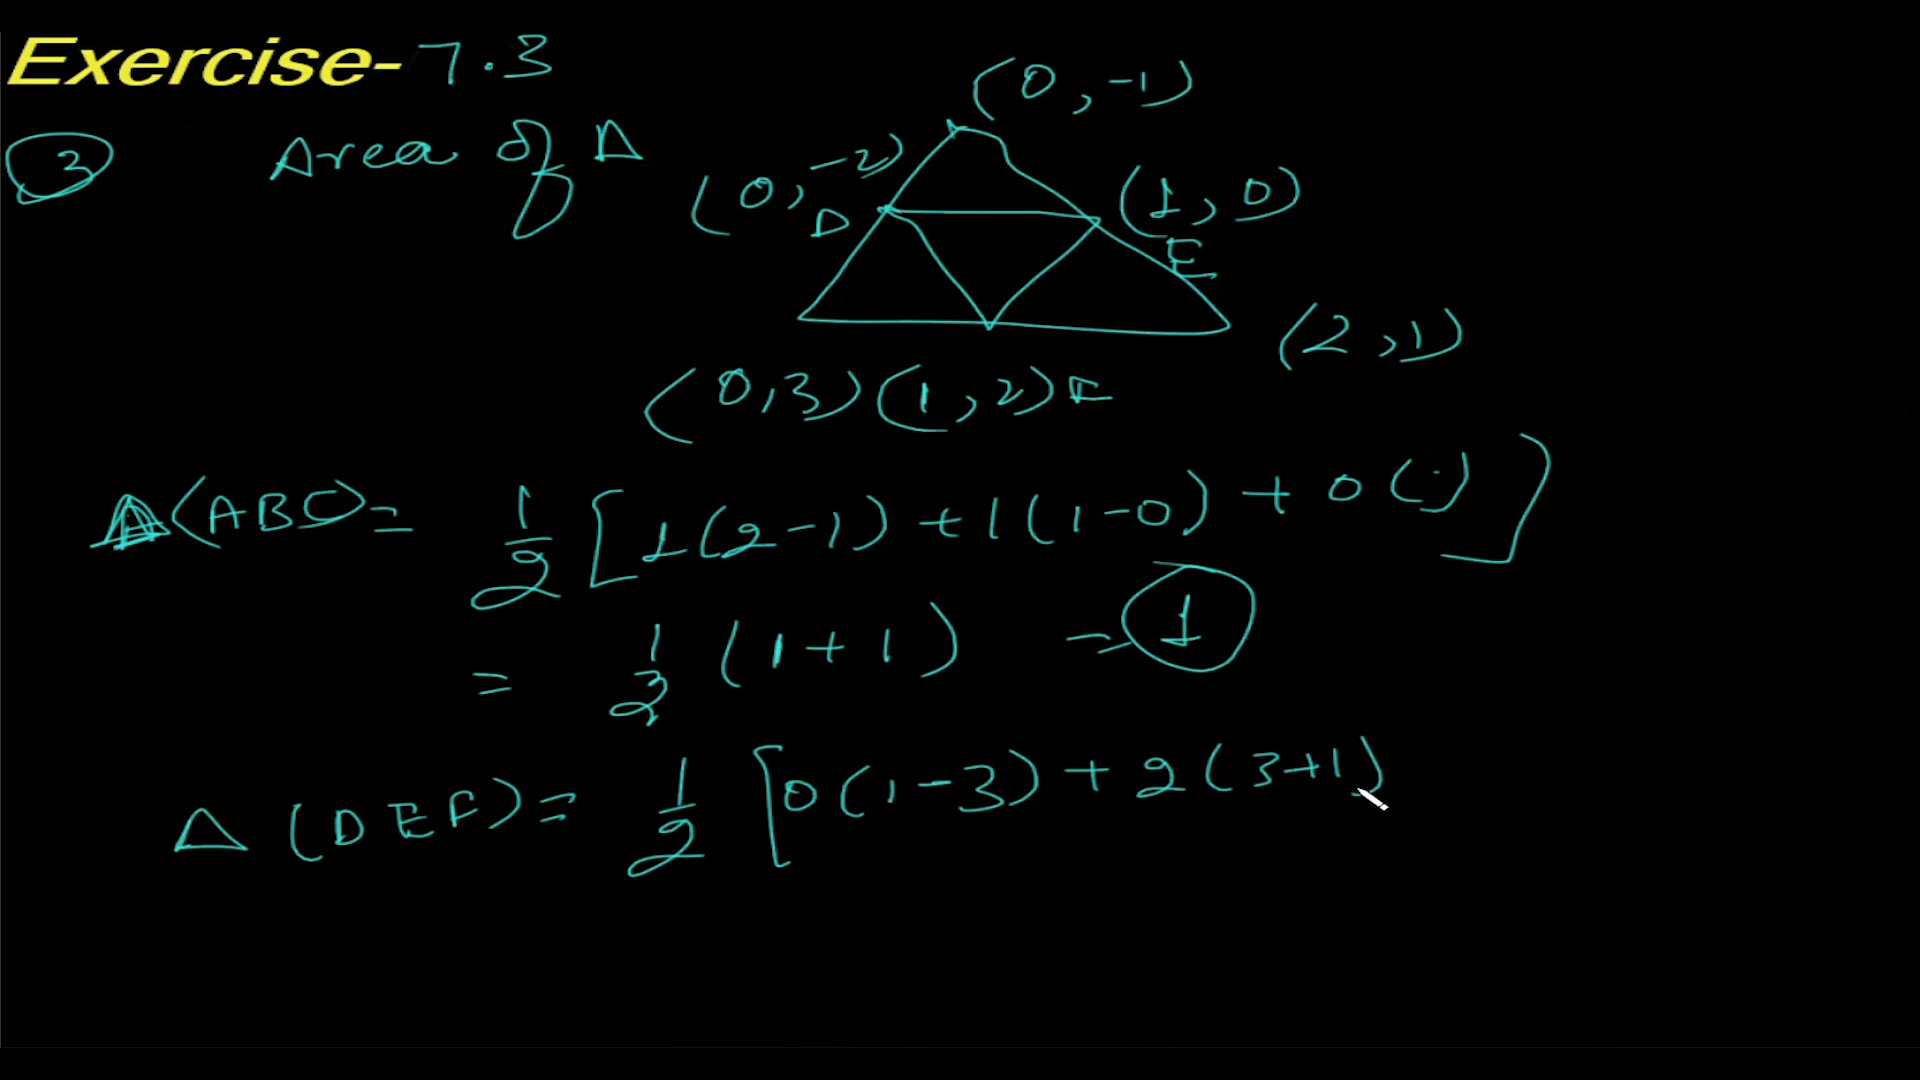 Exercise-7.3
(0, -1)
3 Area of Δ
(0, -2) D
(1, 0)
E
(2, 1)
(0, 3) (1, 2) F
Δ(ABC) = 1/2 [1(2-1) + 1(1-0) + 0(-)]
= 1/2 (1+1) = 1
Δ (DEF) = 1/2 [0(1-3) + 2(3+1)